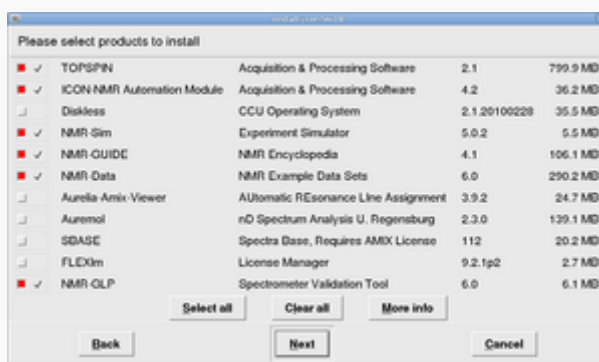 Please select products to install
TOPSPIN Acquisition & Processing Software 2.1 799.9 MB
ICON-NMR Automation Module Acquisition & Processing Software 4.2 36.2 MB
Diskless CCU Operating System 2.1.20100228 35.5 MB
NMR-Sim Experiment Simulator 5.0.2 5.5 MB
NMR-GUIDE NMR Encyclopedia 4.1 106.1 MB
NMR-Data NMR Example Data Sets 6.0 290.2 MB
Aurelia-Amix-Viewer AUtomatic REsonance LIne Assignment 3.9.2 24.7 MB
Auremol nD Spectrum Analysis U. Regensburg 2.3.0 139.1 MB
SBASE Spectra Base, Requires AMIX License 112 20.2 MB
FLEXlm License Manager 9.2.1p2 2.7 MB
NMR-GLP Spectrometer Validation Tool 6.0 6.1 MB
Select all Clear all More info
Back Next Cancel